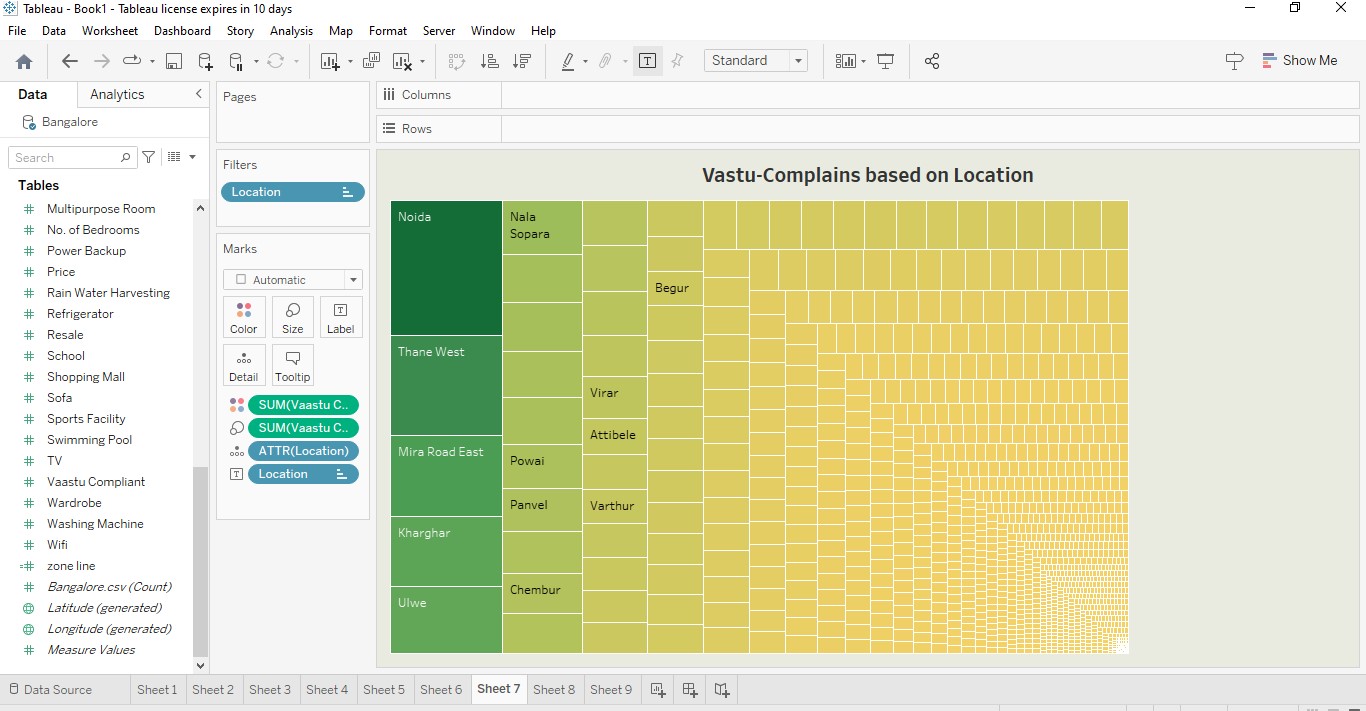 Tableau - Book1 - Tableau license expires in 10 days
File Data Worksheet Dashboard Story Analysis Map Format Server Window Help
Standard
Show Me
Data Analytics
Bangalore
Search
Tables
Multipurpose Room
No. of Bedrooms
Power Backup
Price
Rain Water Harvesting
Refrigerator
Resale
School
Shopping Mall
Sofa
Sports Facility
Swimming Pool
TV
Vaastu Compliant
Wardrobe
Washing Machine
Wifi
zone line
Bangalore.csv (Count)
Latitude (generated)
Longitude (generated)
Measure Values
Pages
Filters
Location
Marks
Automatic
Color Size Label
Detail Tooltip
SUM(Vaastu C..
SUM(Vaastu C..
ATTR(Location)
Location
Columns
Rows
Vastu-Complains based on Location
Noida
Thane West
Mira Road East
Kharghar
Ulwe
Nala
Sopara
Powai
Panvel
Chembur
Virar
Attibele
Varthur
Begur
Data Source Sheet 1 Sheet 2 Sheet 3 Sheet 4 Sheet 5 Sheet 6 Sheet 7 Sheet 8 Sheet 9